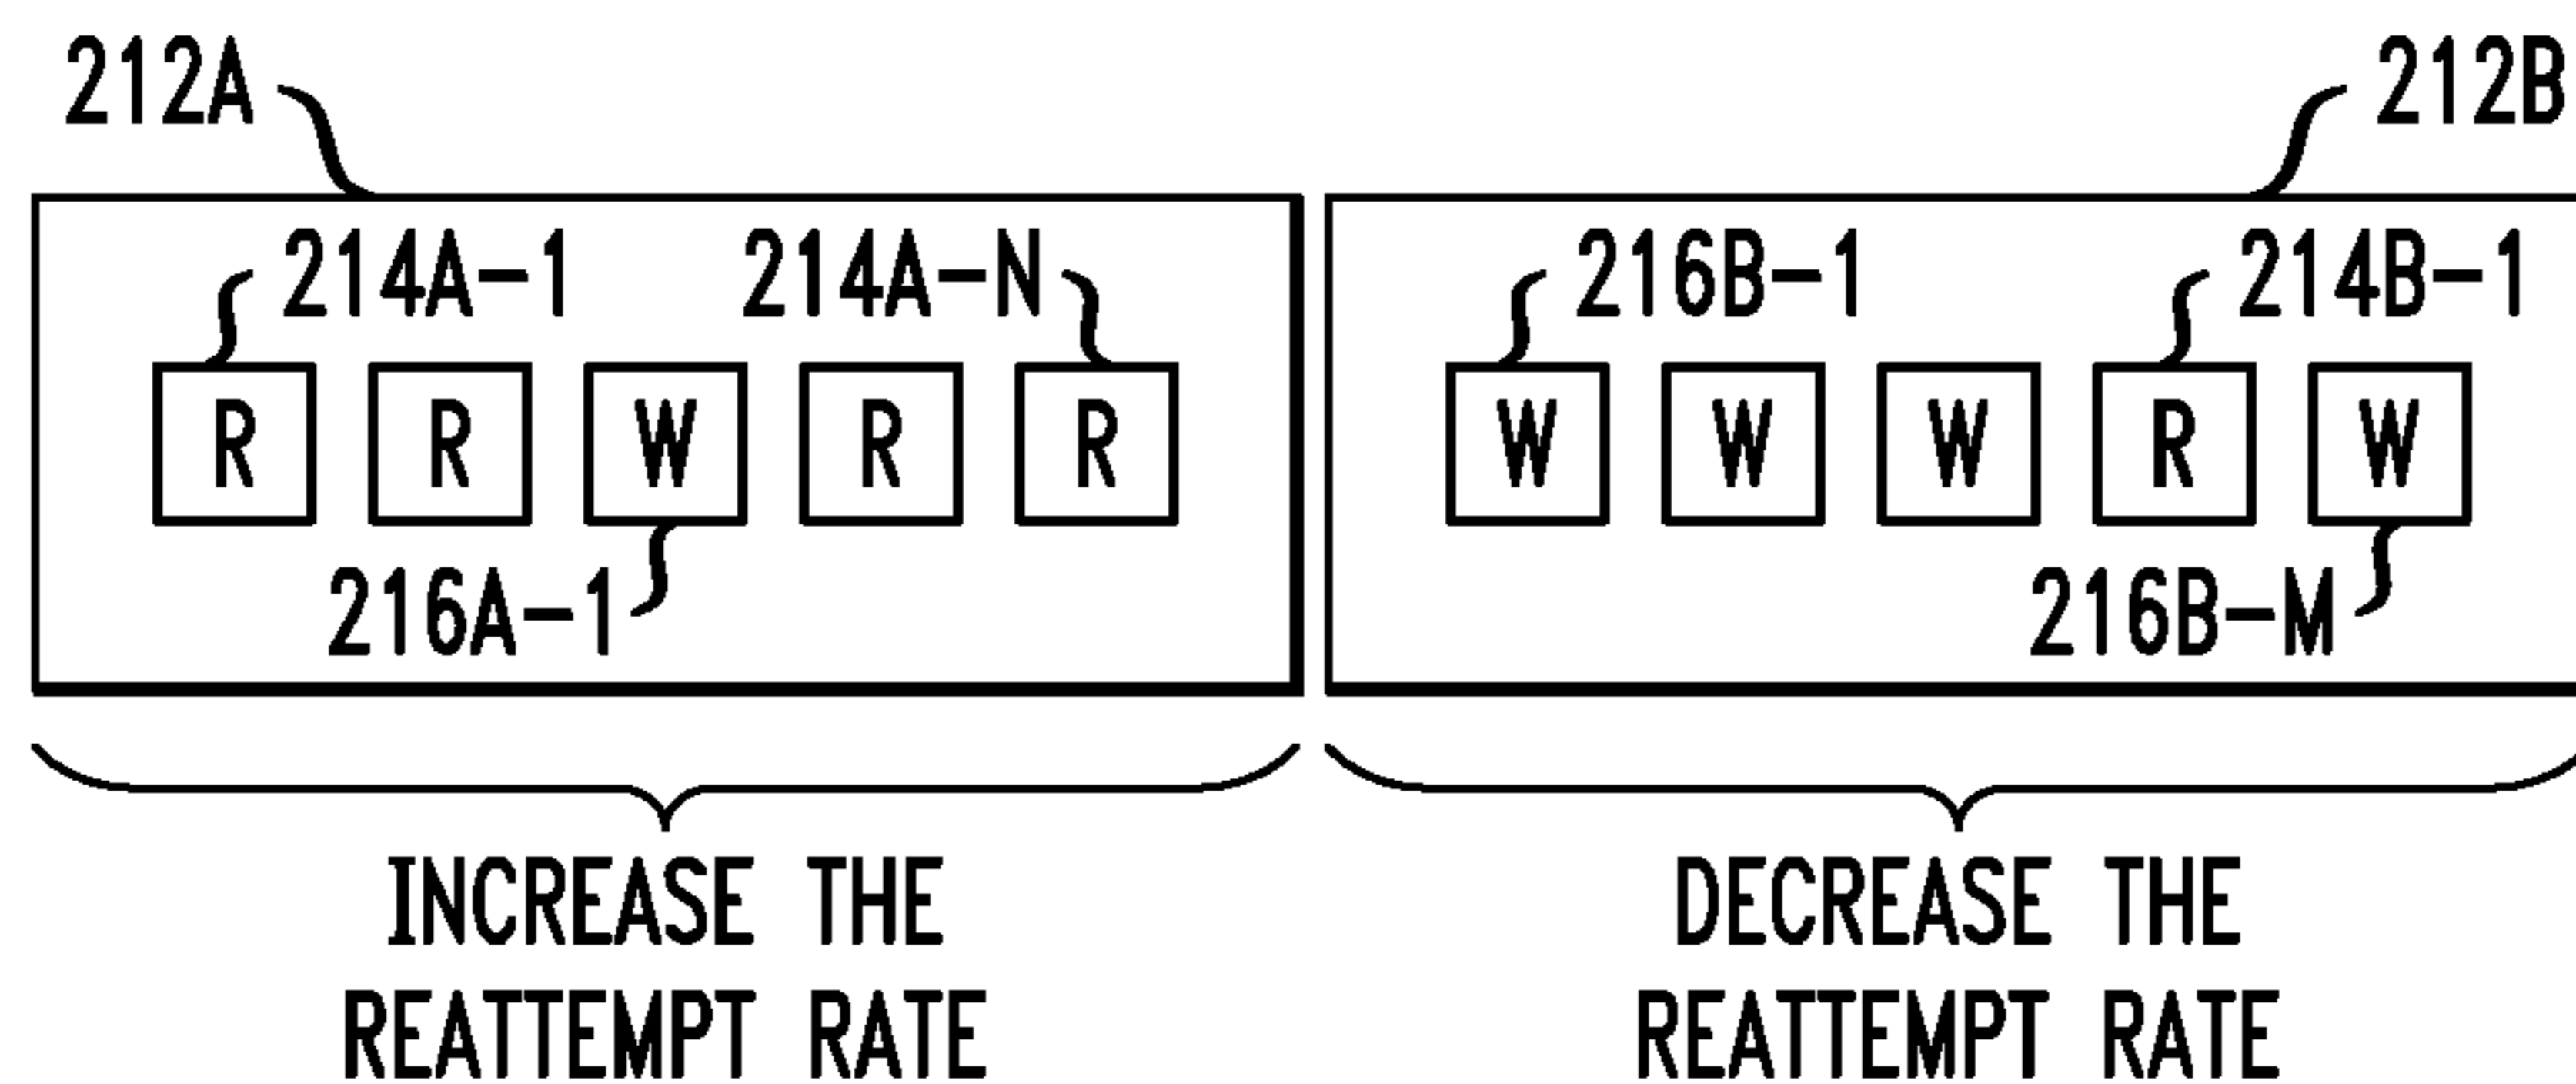 212A 212B
214A-1 214A-N 216B-1 214B-1
R R W R R W W W R W
216A-1 216B-M
INCREASE THE
REATTEMPT RATE
DECREASE THE
REATTEMPT RATE